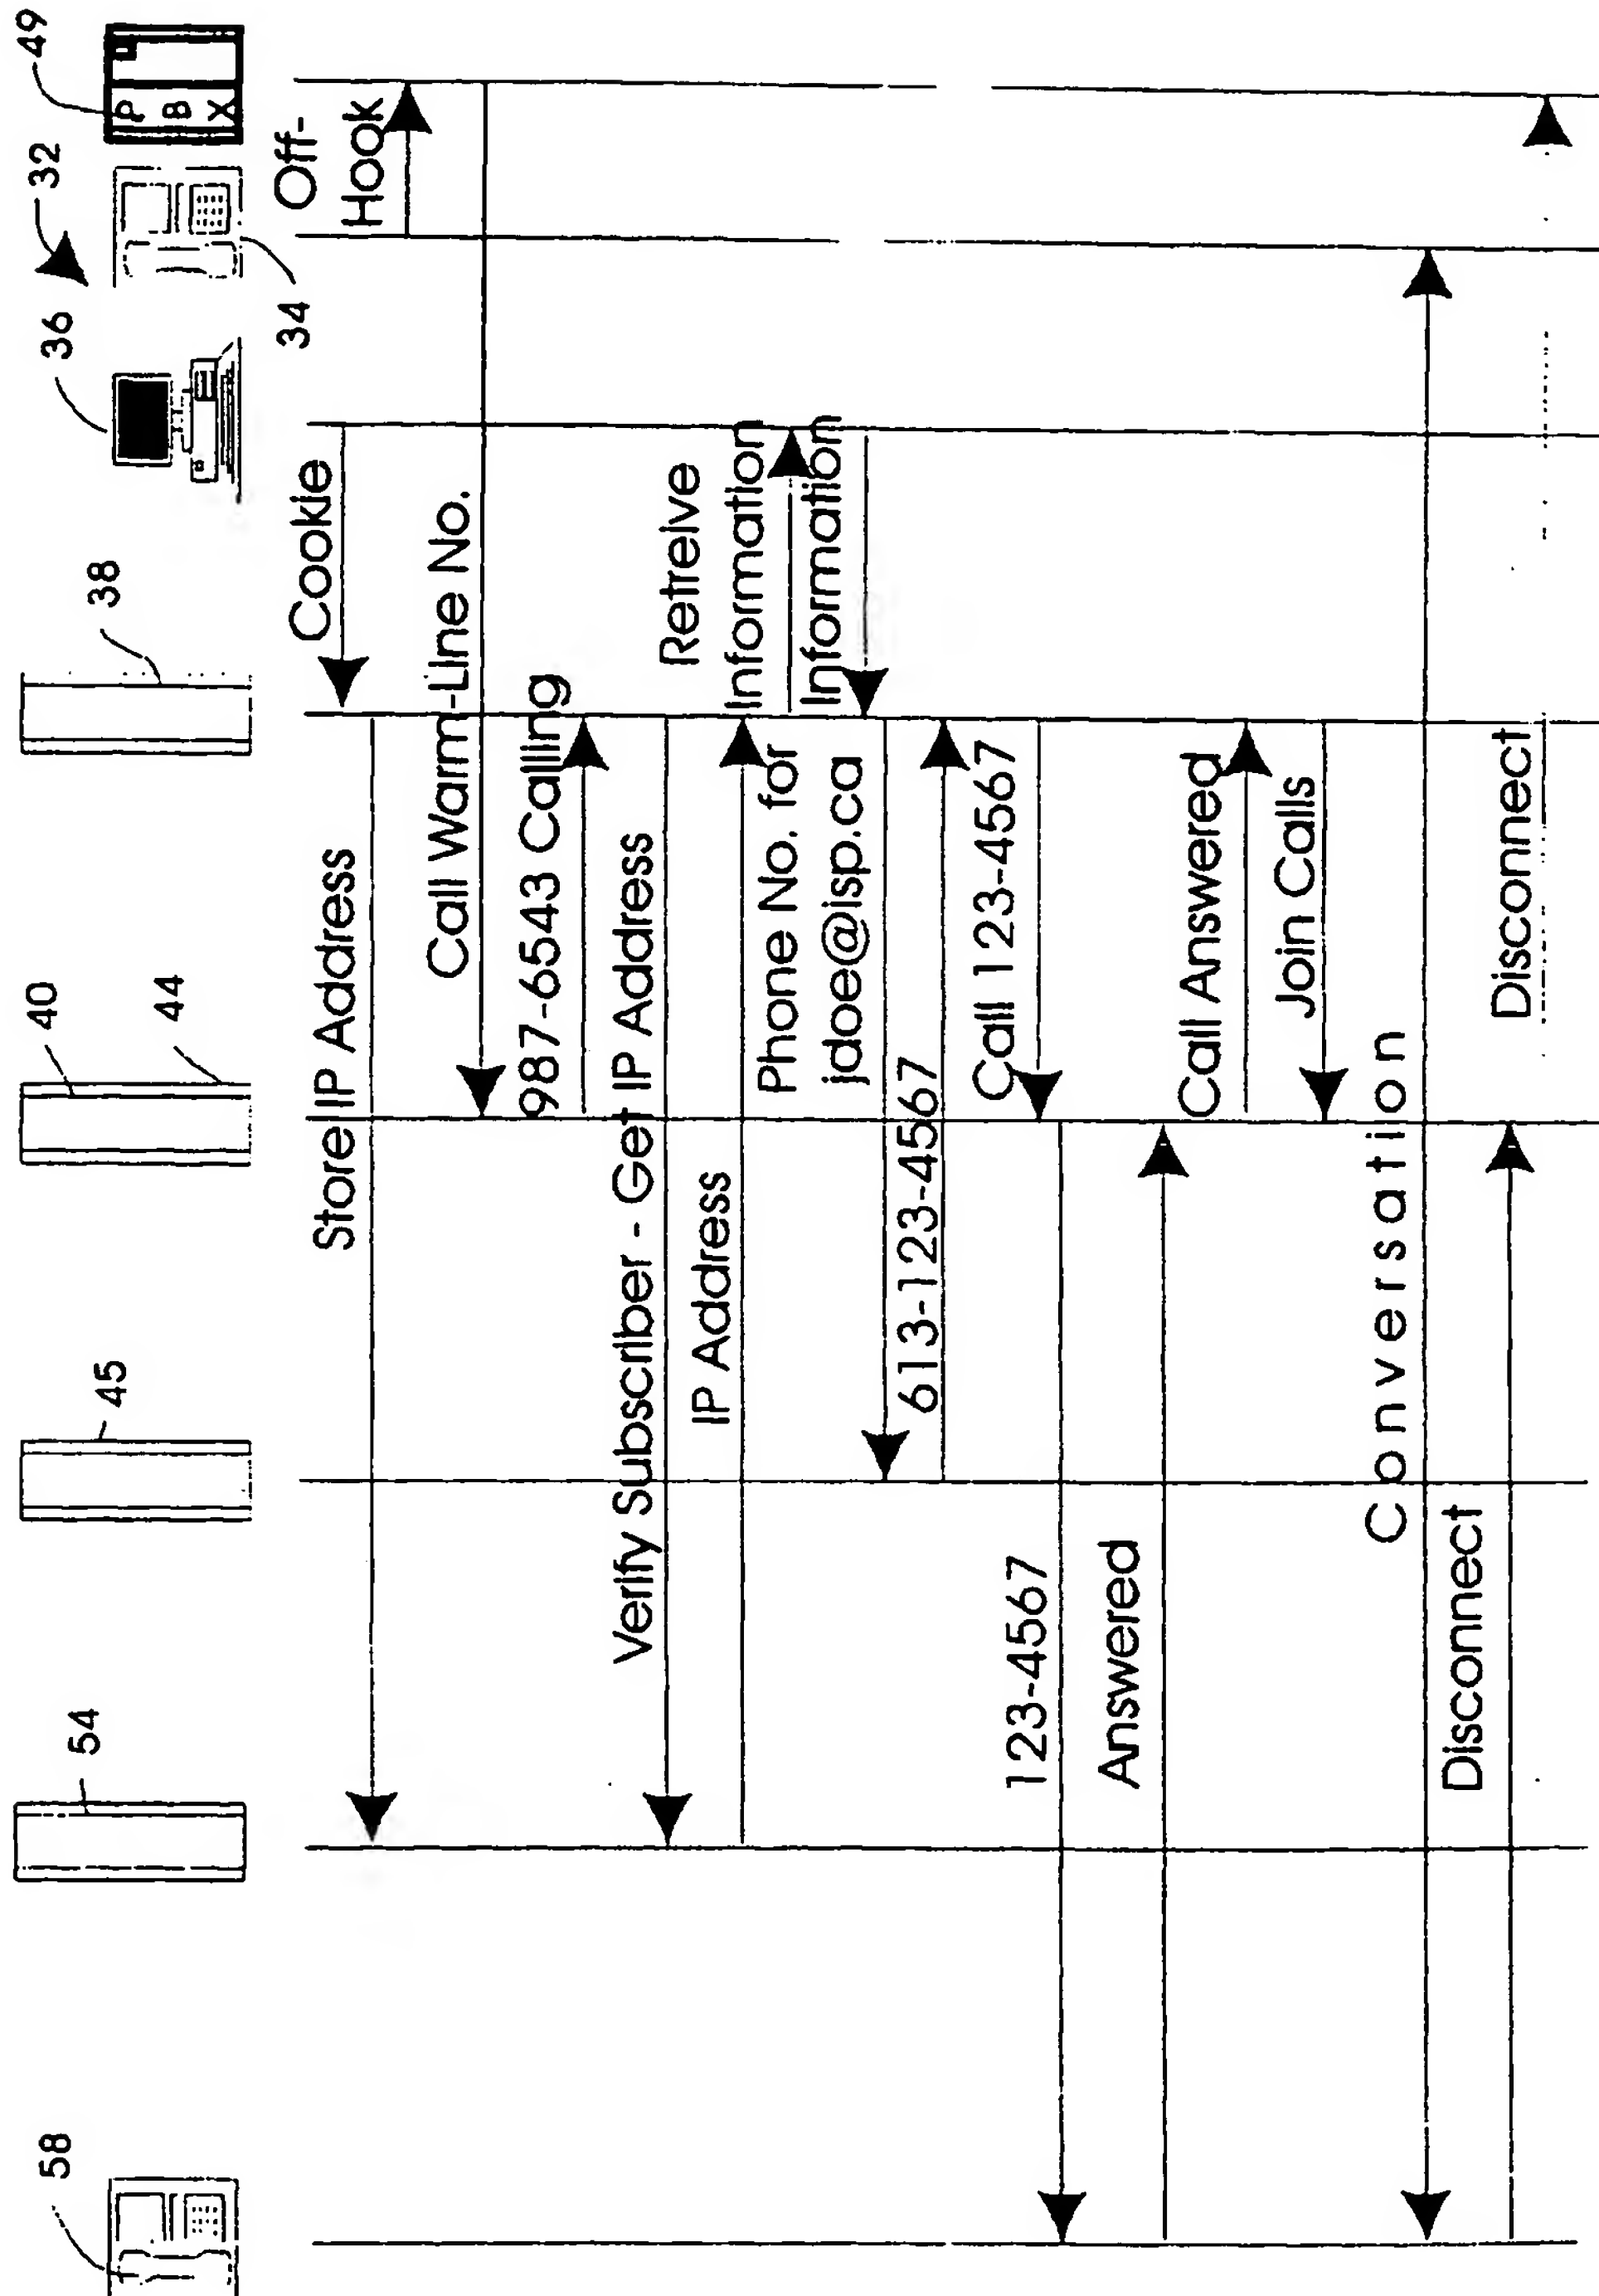 58
54
45
40
44
38
36
32
34
49
P
B
X
Cookie
Store IP Address
Off-
Hook
Call Warm-Line No.
987-6543 Calling
Verify Subscriber - Get IP Address
IP Address
Retreive
Information
Information
Phone No. for
jdoe@isp.ca
613-123-4567
Call 123-4567
123-4567
Answered
Call Answered
Join Calls
Conversation
Disconnect
Disconnect